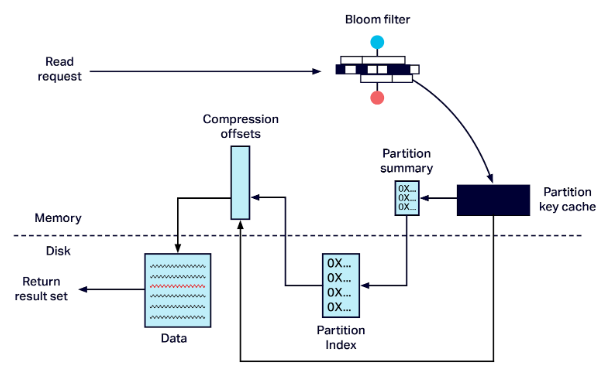 Bloom filter
Read
request
Compression
offsets
Partition
summary
0X...
0X...
0X...
Partition
key cache
Memory
Disk
0X...
0X...
0X...
0X...
Return
result set
Data
Partition
Index